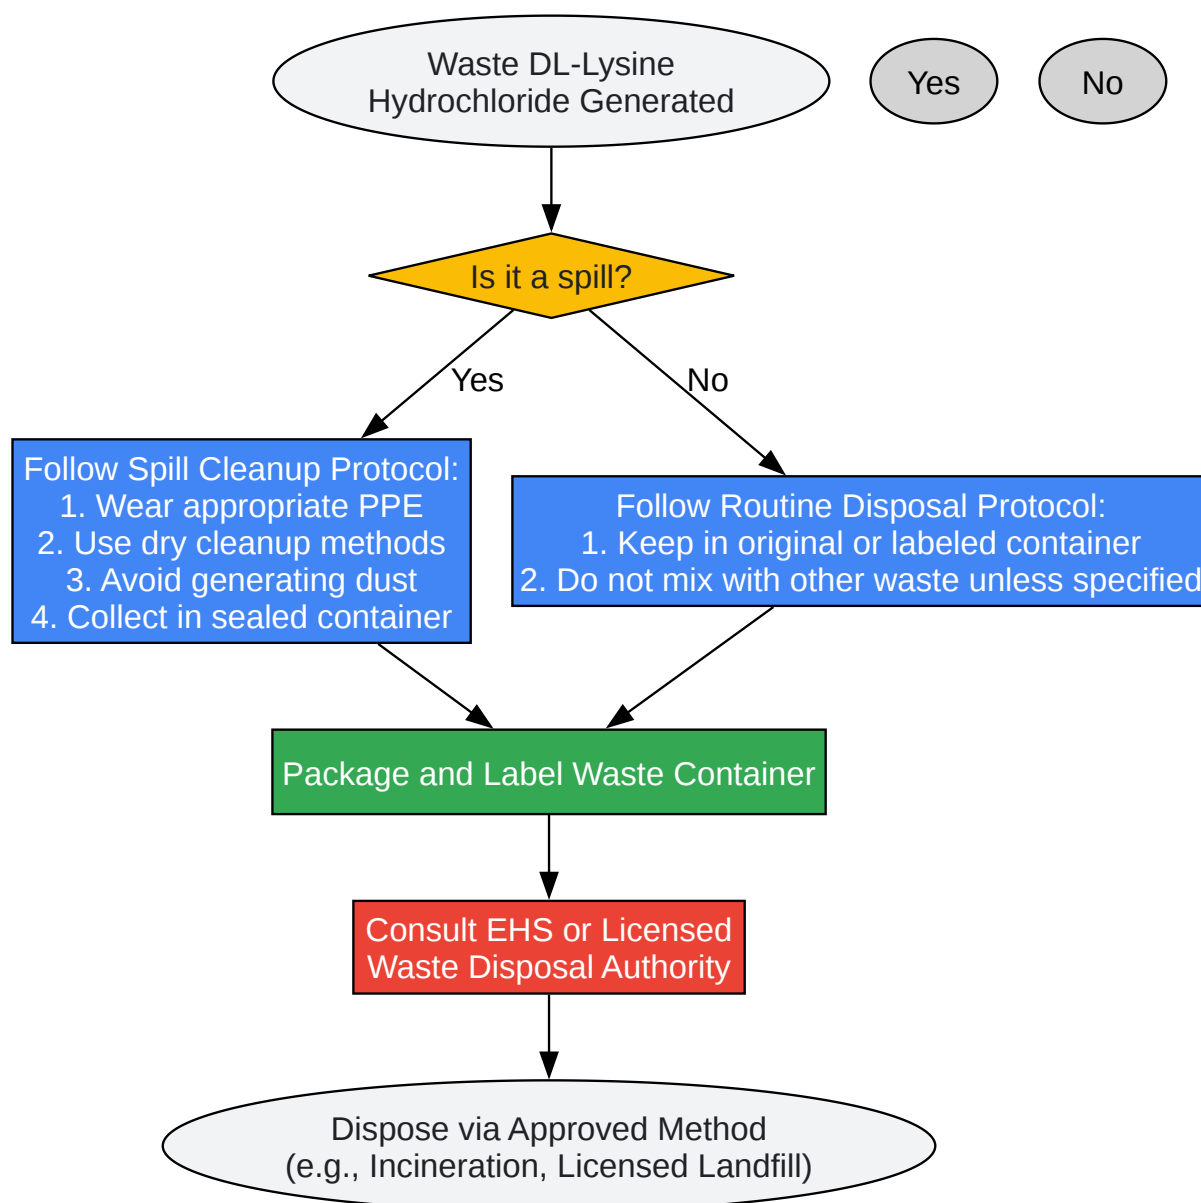 Waste DL-Lysine
Hydrochloride Generated
Yes
No
Is it a spill?
Yes
No
Follow Spill Cleanup Protocol:
1. Wear appropriate PPE
2. Use dry cleanup methods
3. Avoid generating dust
4. Collect in sealed container
Follow Routine Disposal Protocol:
1. Keep in original or labeled container
2. Do not mix with other waste unless specified
Package and Label Waste Container
Consult EHS or Licensed
Waste Disposal Authority
Dispose via Approved Method
(e.g., Incineration, Licensed Landfill)